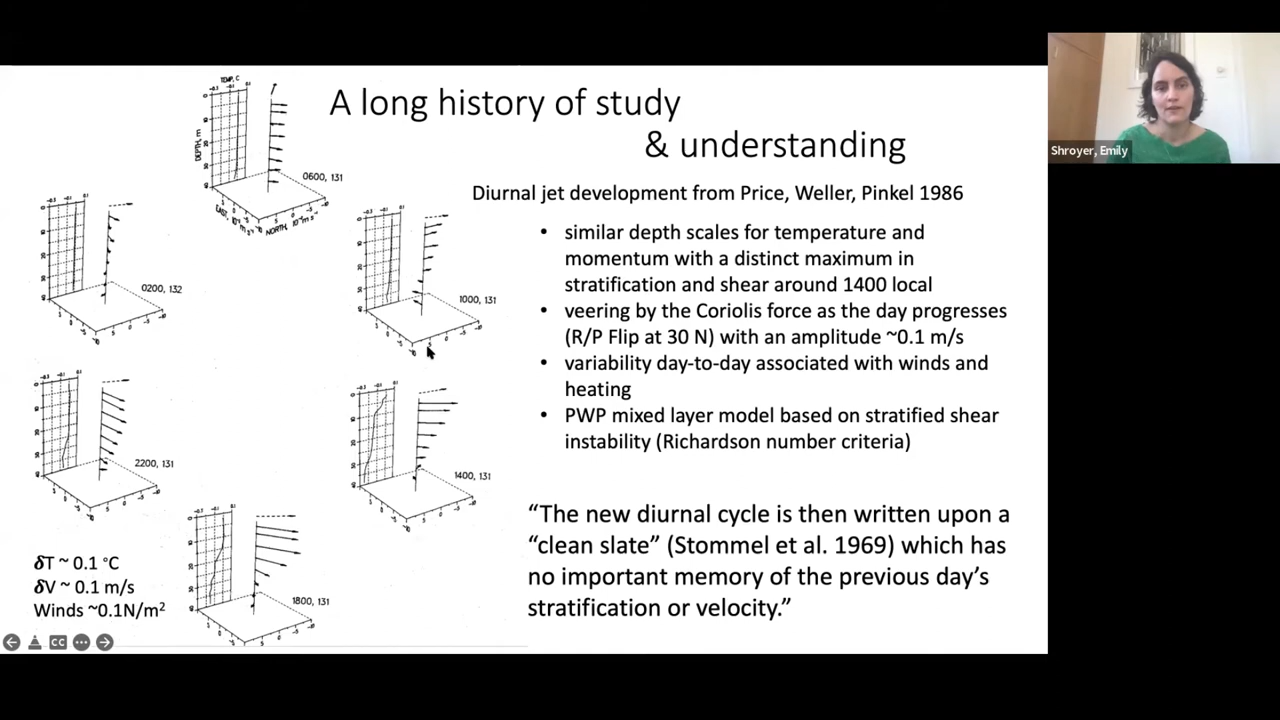 A long history of study
& understanding
Shroyer, Emily
Diurnal jet development from Price, Weller, Pinkel 1986
• similar depth scales for temperature and
momentum with a distinct maximum in
stratification and shear around 1400 local
• veering by the Coriolis force as the day progresses
(R/P Flip at 30 N) with an amplitude ~0.1 m/s
• variability day-to-day associated with winds and
heating
• PWP mixed layer model based on stratified shear
instability (Richardson number criteria)
“The new diurnal cycle is then written upon a
“clean slate” (Stommel et al. 1969) which has
no important memory of the previous day’s
stratification or velocity.”
TEMP, C
DEPTH, m
0600, 131
0200, 132
1000, 131
2200, 131
1400, 131
1800, 131
δT ~ 0.1 °C
δV ~ 0.1 m/s
Winds ~0.1N/m²
CC